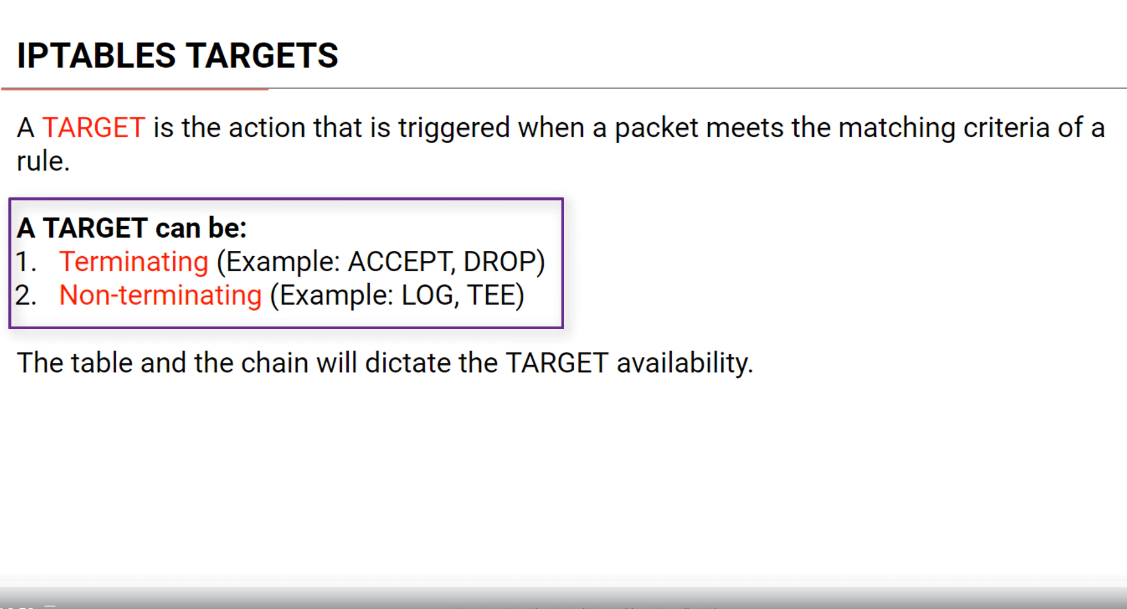 IPTABLES TARGETS
A TARGET is the action that is triggered when a packet meets the matching criteria of a
rule.
A TARGET can be:
1. Terminating (Example: ACCEPT, DROP)
2. Non-terminating (Example: LOG, TEE)
The table and the chain will dictate the TARGET availability.